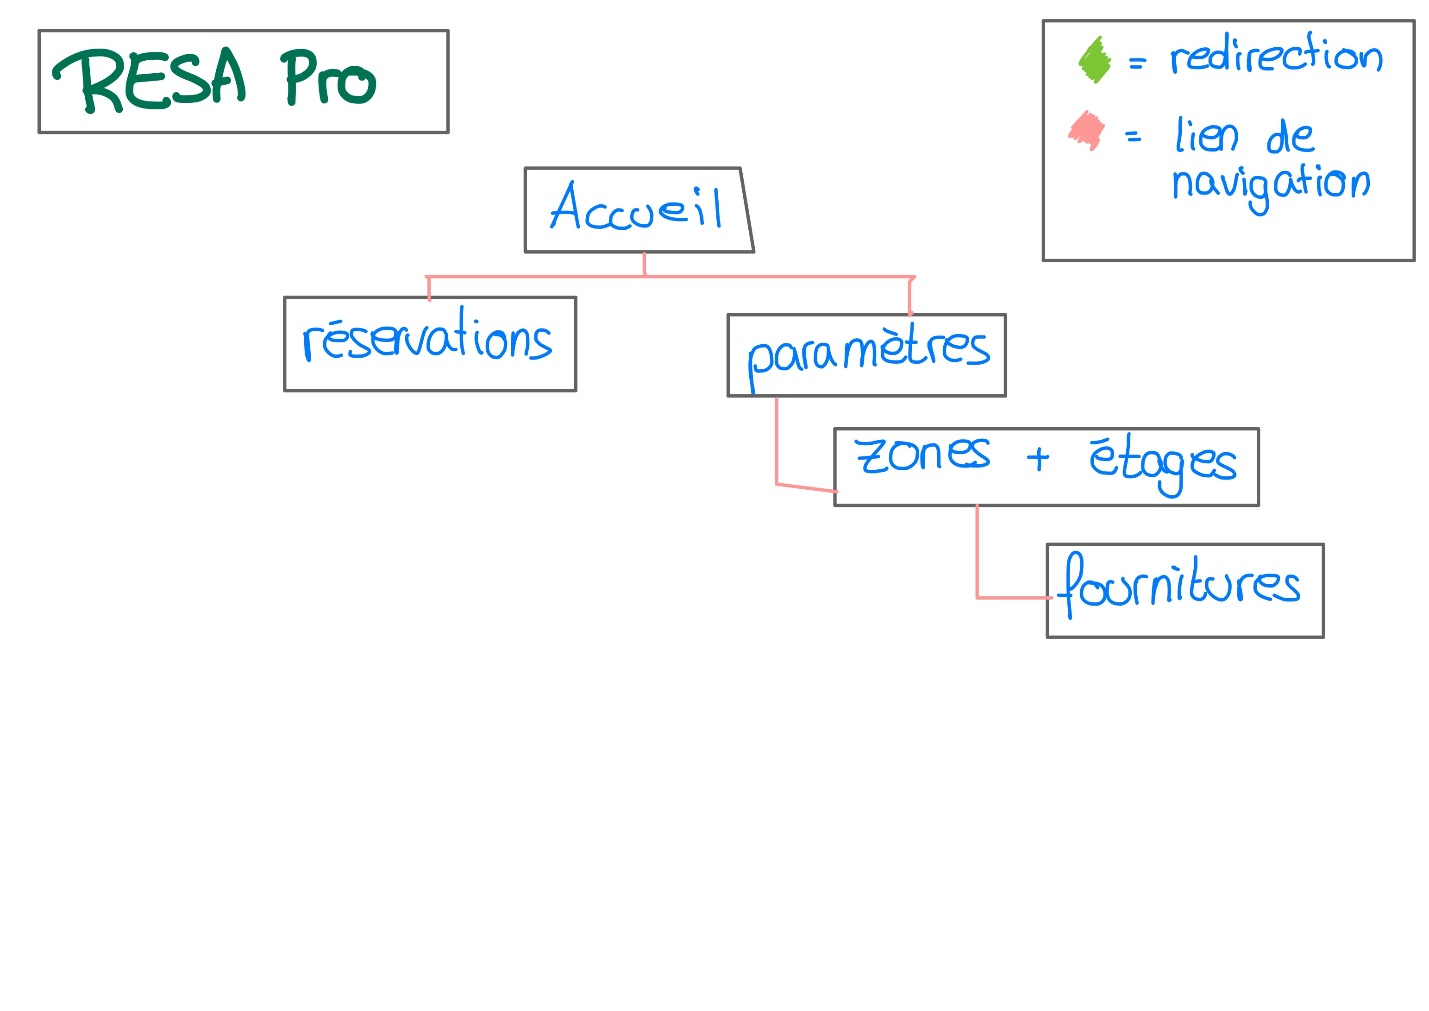 RESA Pro
= redirection
= lien de
navigation
Accueil
réservations
paramètres
zones + étages
fournitures